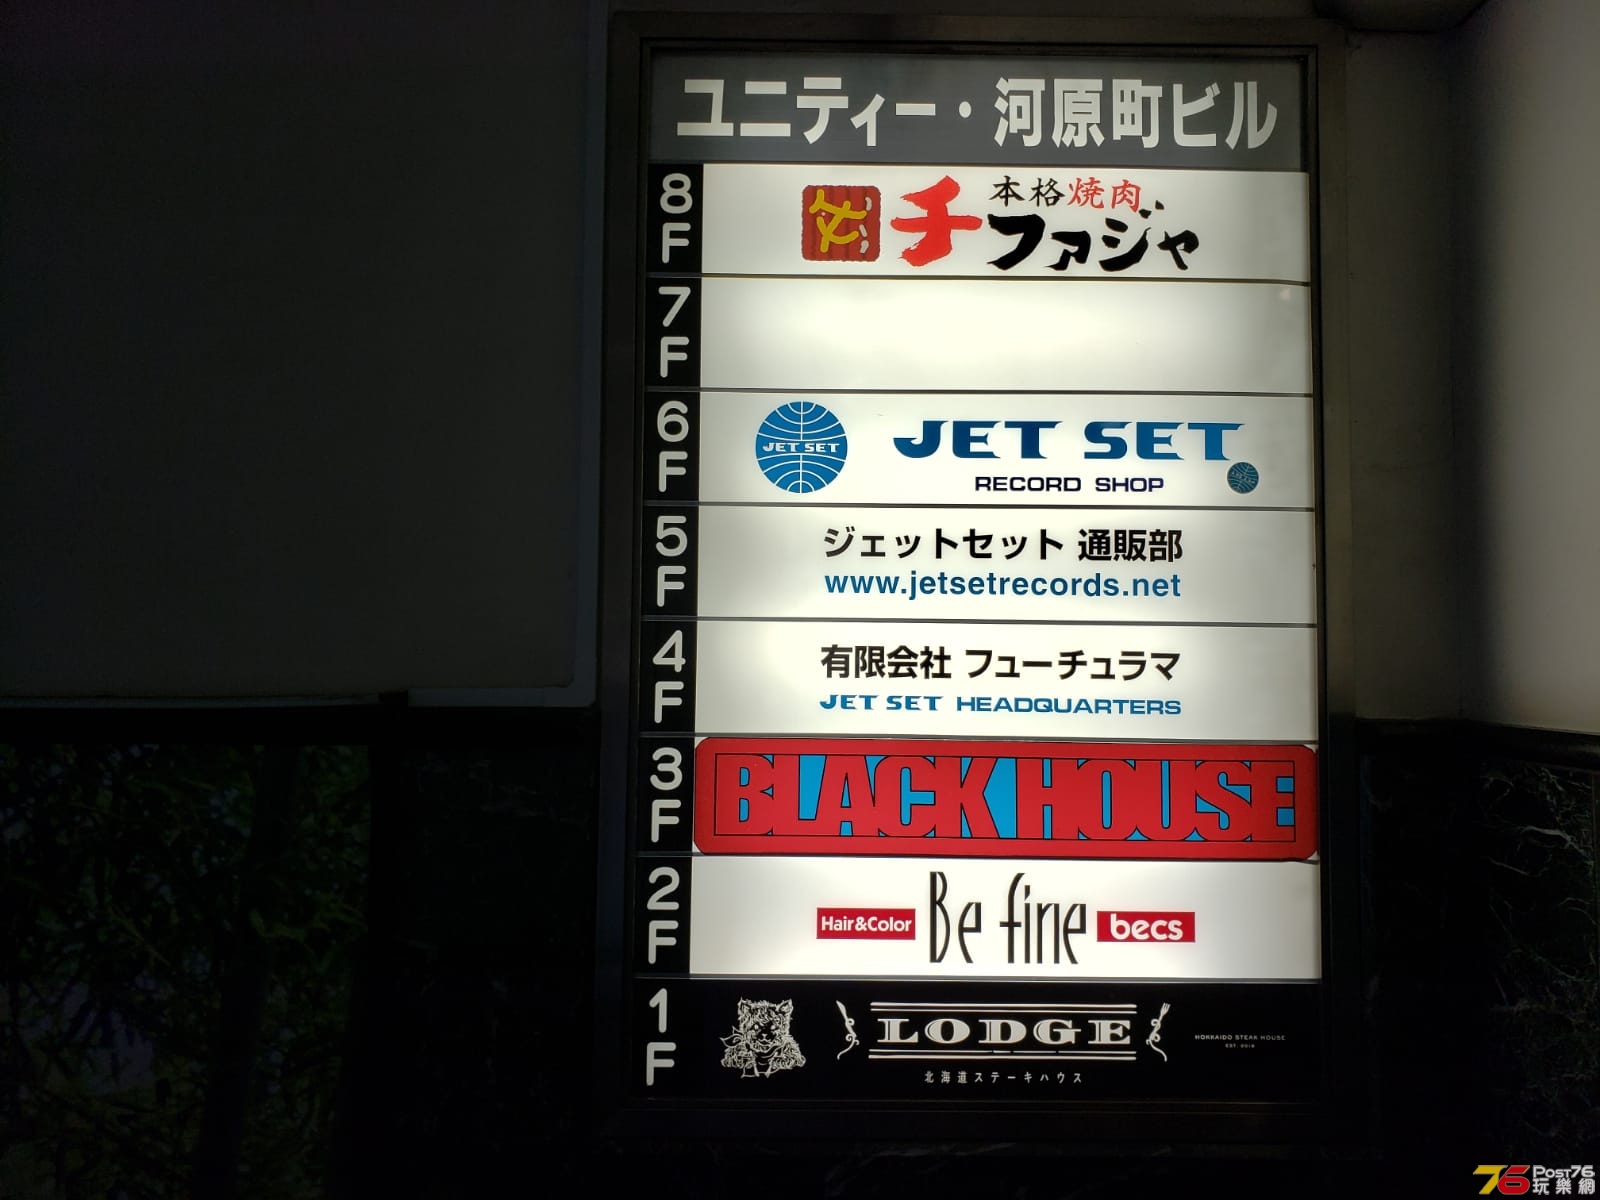 ユニティー・河原町ビル
8F
本格焼肉
チファジャ
7F
6F
JET SET
JET SET
RECORD SHOP
5F
ジェットセット 通販部
www.jetsetrecords.net
4F
有限会社 フューチュラマ
JET SET HEADQUARTERS
3F
BLACK HOUSE
2F
Hair&Color Be fine becs
1F
LODGE
HOKKAIDO STEAK HOUSE
北海道ステーキハウス
76 Post76
玩樂網